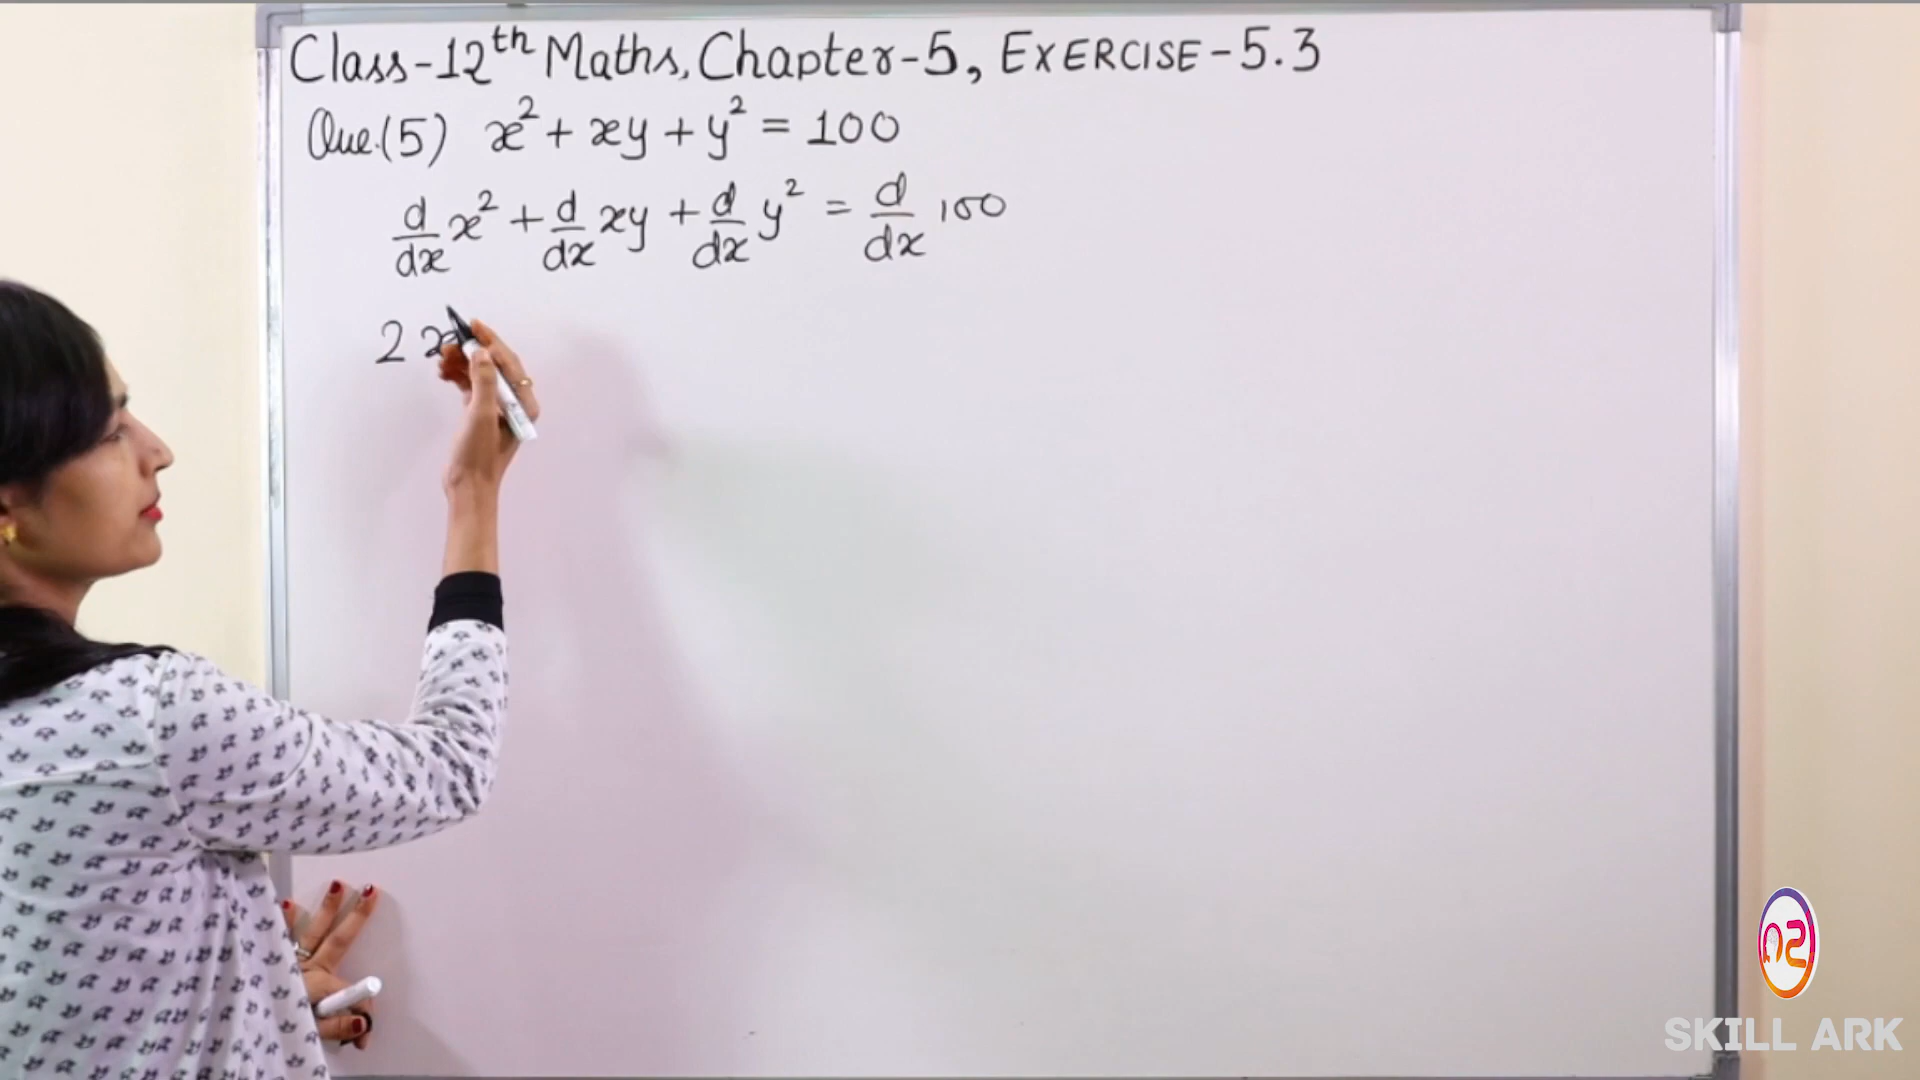 Class-12th Maths, Chapter-5, EXERCISE-5.3
Que.(5) x² + xy + y² = 100
d/dx x² + d/dx xy + d/dx y² = d/dx 100
2x
SKILL ARK